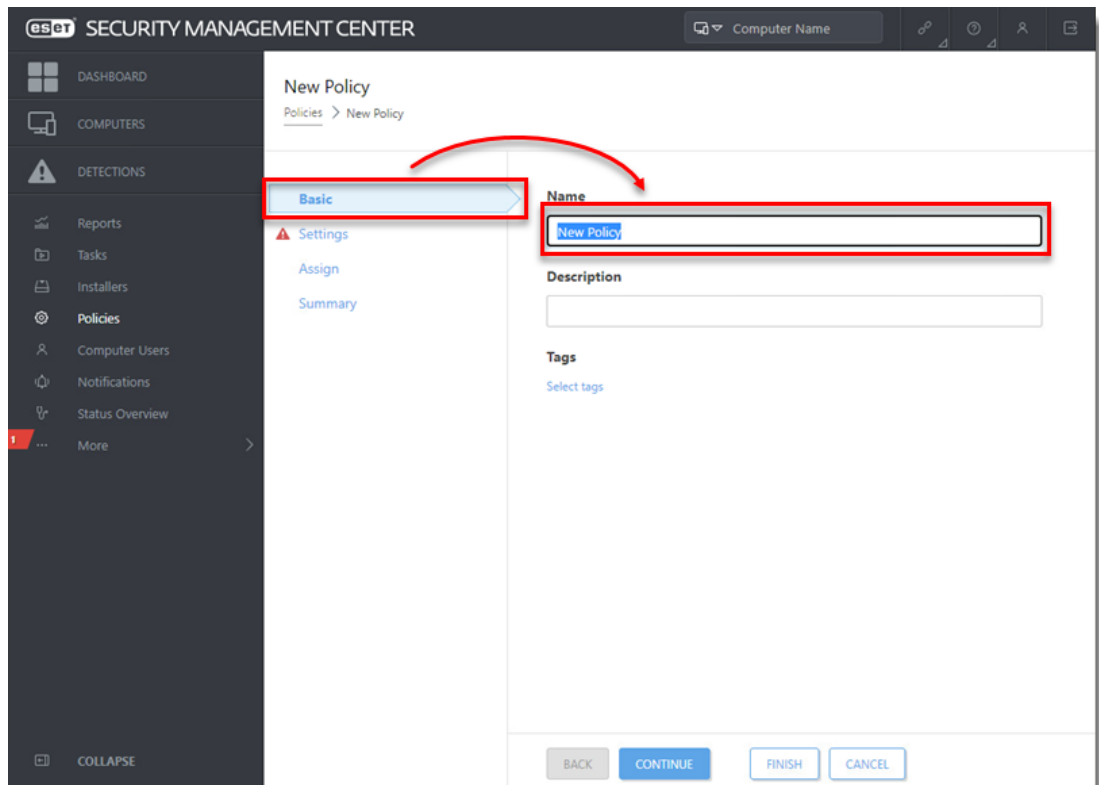 eseT SECURITY MANAGEMENT CENTER
Computer Name
DASHBOARD
COMPUTERS
DETECTIONS
Reports
Tasks
Installers
Policies
Computer Users
Notifications
Status Overview
1
More
COLLAPSE
New Policy
Policies > New Policy
Basic
Settings
Assign
Summary
Name
New Policy
Description
Tags
Select tags
BACK CONTINUE FINISH CANCEL